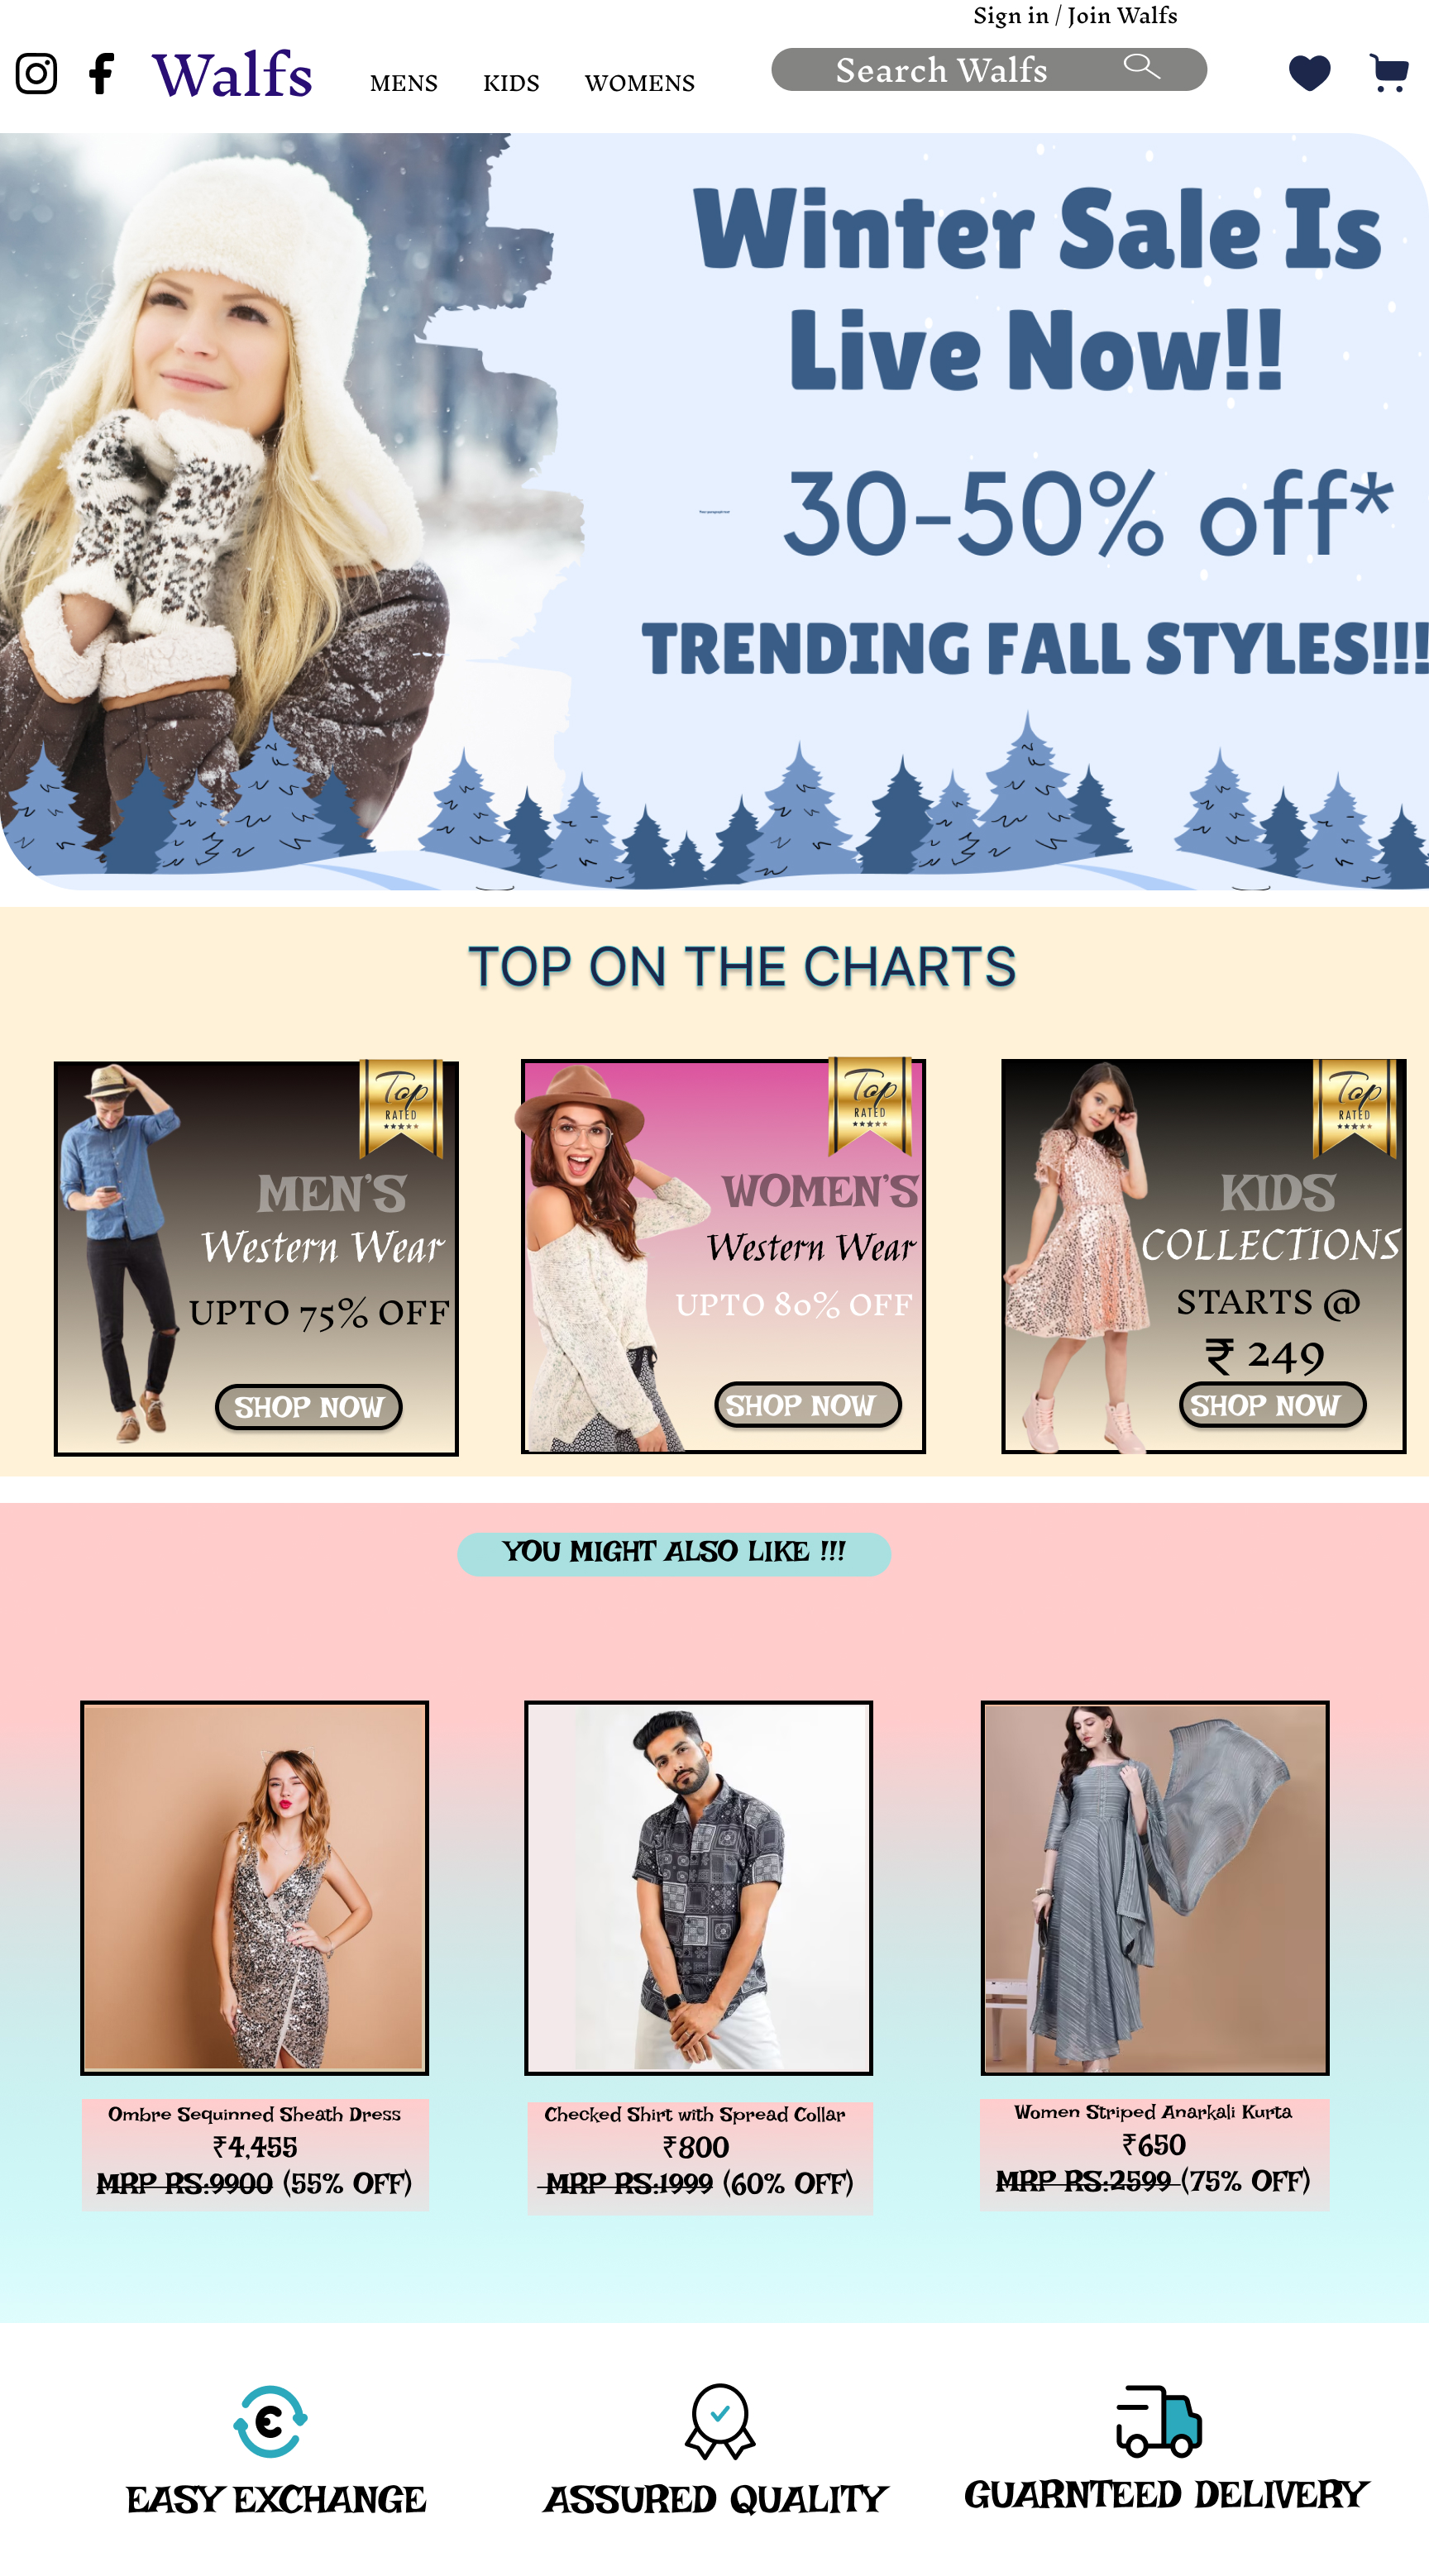 Sign in / Join Walfs
Walfs
MENS KIDS WOMENS
Search Walfs
Winter Sale Is
Live Now!!
30-50% off*
TRENDING FALL STYLES!!!
TOP ON THE CHARTS
Top
RATED
MEN'S
Western Wear
UPTO 75% OFF
SHOP NOW
Top
RATED
WOMEN'S
Western Wear
UPTO 80% OFF
SHOP NOW
Top
RATED
KIDS
COLLECTIONS
STARTS @
₹ 249
SHOP NOW
YOU MIGHT ALSO LIKE !!!
Ombre Sequinned Sheath Dress
₹4,455
MRP RS:9900 (55% OFF)
Checked Shirt with Spread Collar
₹800
MRP RS:1999 (60% OFF)
Women Striped Anarkali Kurta
₹650
MRP RS:2599 (75% OFF)
EASY EXCHANGE
ASSURED QUALITY
GUARNTEED DELIVERY